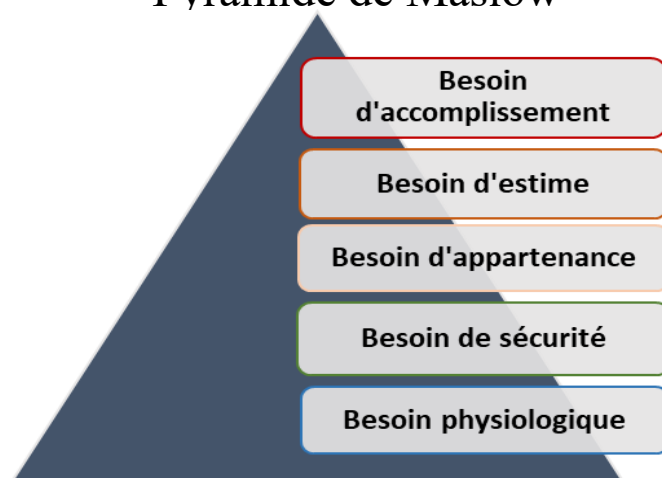 Pyramide de Maslow
Besoin
d'accomplissement
Besoin d'estime
Besoin d'appartenance
Besoin de sécurité
Besoin physiologique